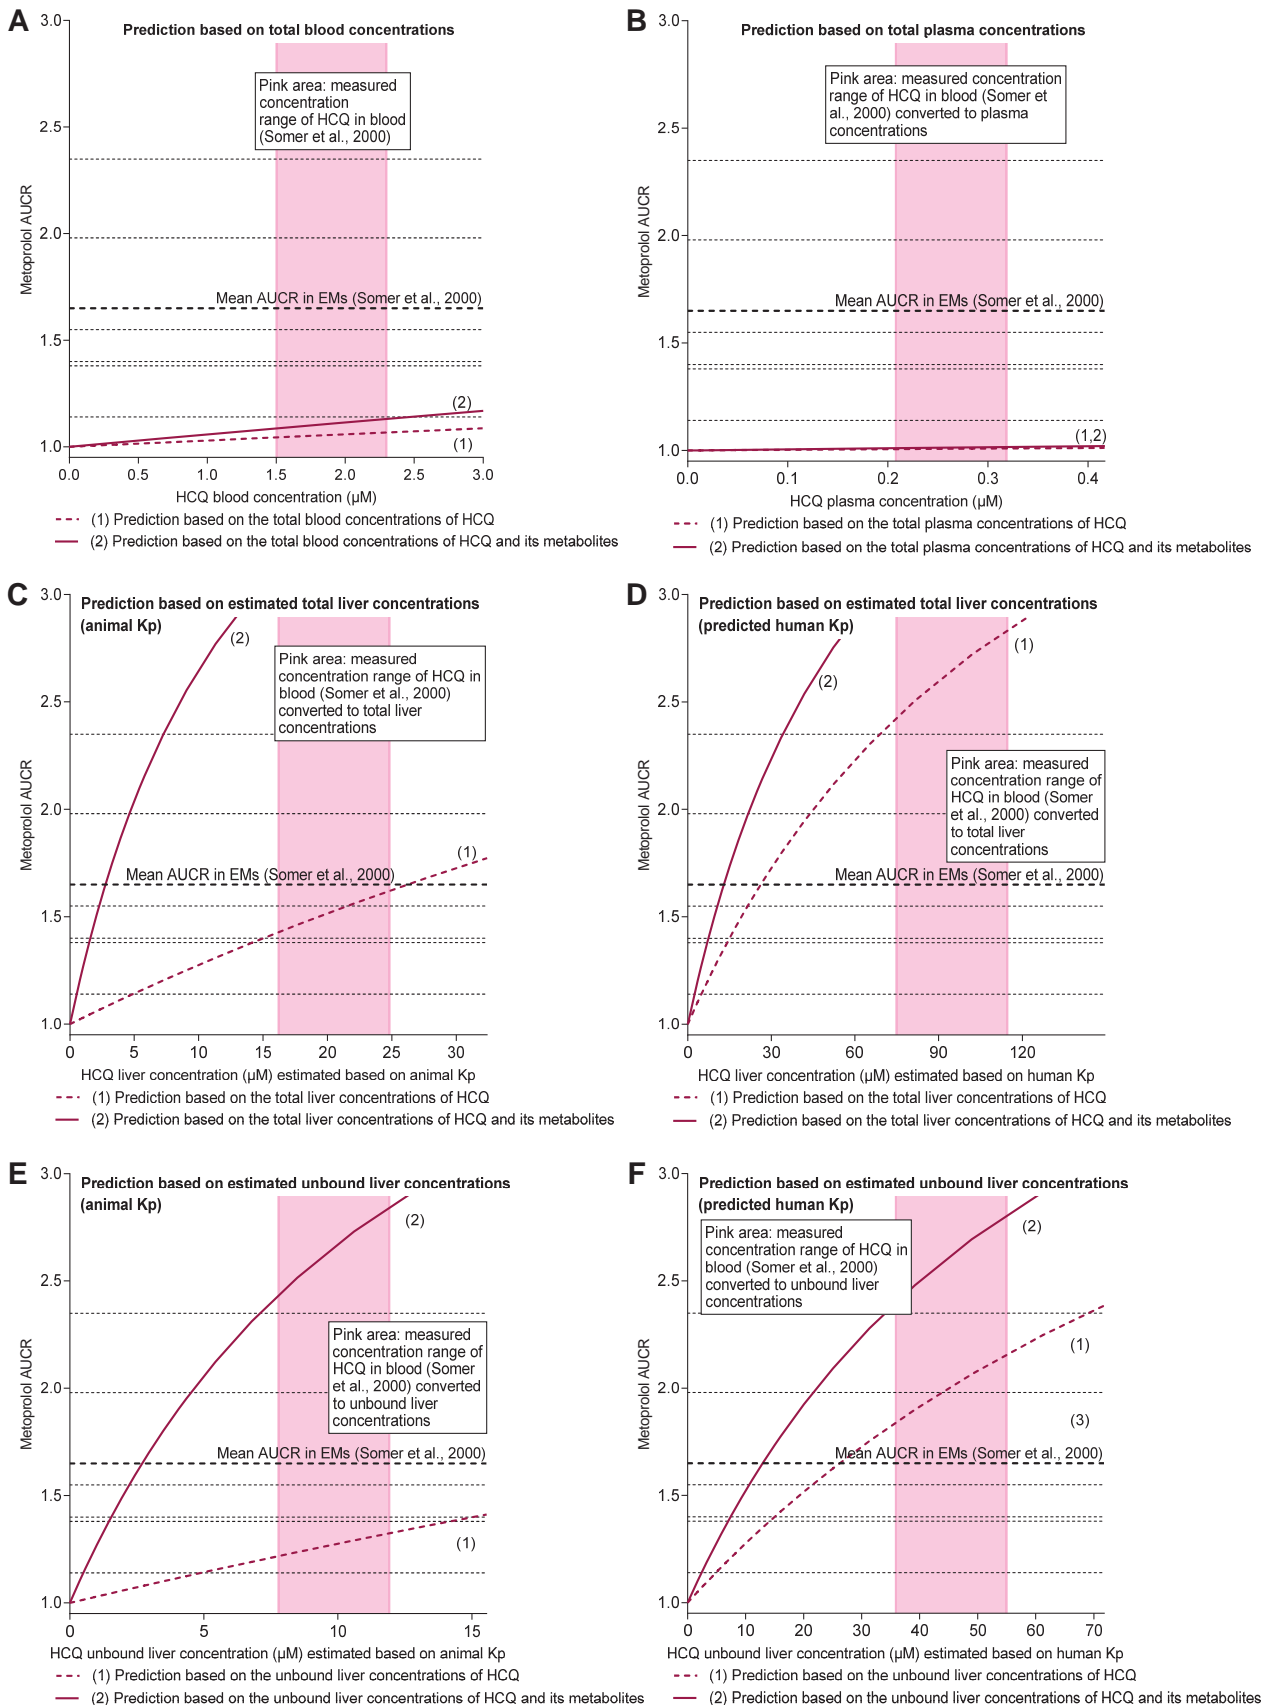 A
Prediction based on total blood concentrations
3.0
2.5
2.0
1.5
1.0
Metoprolol AUCR
Pink area: measured
concentration
range of HCQ in blood
(Somer et al., 2000)
Mean AUCR in EMs (Somer et al., 2000)
(2)
(1)
0.0 0.5 1.0 1.5 2.0 2.5 3.0
HCQ blood concentration (µM)
(1) Prediction based on the total blood concentrations of HCQ
(2) Prediction based on the total blood concentrations of HCQ and its metabolites
B
Prediction based on total plasma concentrations
3.0
2.5
2.0
1.5
1.0
Metoprolol AUCR
Pink area: measured concentration
range of HCQ in blood (Somer et
al., 2000) converted to plasma
concentrations
Mean AUCR in EMs (Somer et al., 2000)
(1,2)
0.0 0.1 0.2 0.3 0.4
HCQ plasma concentration (µM)
(1) Prediction based on the total plasma concentrations of HCQ
(2) Prediction based on the total plasma concentrations of HCQ and its metabolites
C
Prediction based on estimated total liver concentrations
(animal Kp)
3.0
2.5
2.0
1.5
1.0
Metoprolol AUCR
(2)
Pink area: measured
concentration range of HCQ in
blood (Somer et al., 2000)
converted to total liver
concentrations
(1)
Mean AUCR in EMs (Somer et al., 2000)
0 5 10 15 20 25 30
HCQ liver concentration (µM) estimated based on animal Kp
(1) Prediction based on the total liver concentrations of HCQ
(2) Prediction based on the total liver concentrations of HCQ and its metabolites
D
Prediction based on estimated total liver concentrations
(predicted human Kp)
3.0
2.5
2.0
1.5
1.0
Metoprolol AUCR
(1)
(2)
Pink area: measured
concentration range of
HCQ in blood (Somer
et al., 2000) converted
to total liver
concentrations
Mean AUCR in EMs (Somer et al., 2000)
0 30 60 90 120
HCQ liver concentration (µM) estimated based on human Kp
(1) Prediction based on the total liver concentrations of HCQ
(2) Prediction based on the total liver concentrations of HCQ and its metabolites
E
Prediction based on estimated unbound liver concentrations
(animal Kp)
3.0
2.5
2.0
1.5
1.0
Metoprolol AUCR
(2)
Pink area: measured
concentration range of
HCQ in blood (Somer
et al., 2000) converted
to unbound liver
concentrations
Mean AUCR in EMs (Somer et al., 2000)
(1)
0 5 10 15
HCQ unbound liver concentration (µM) estimated based on animal Kp
(1) Prediction based on the unbound liver concentrations of HCQ
(2) Prediction based on the unbound liver concentrations of HCQ and its metabolites
F
Prediction based on estimated unbound liver concentrations
(predicted human Kp)
3.0
2.5
2.0
1.5
1.0
Metoprolol AUCR
Pink area: measured
concentration range of HCQ in
blood (Somer et al., 2000)
converted to unbound liver
concentrations
(2)
(1)
(3)
Mean AUCR in EMs (Somer et al., 2000)
0 10 20 30 40 50 60 70
HCQ unbound liver concentration (µM) estimated based on human Kp
(1) Prediction based on the unbound liver concentrations of HCQ
(2) Prediction based on the unbound liver concentrations of HCQ and its metabolites